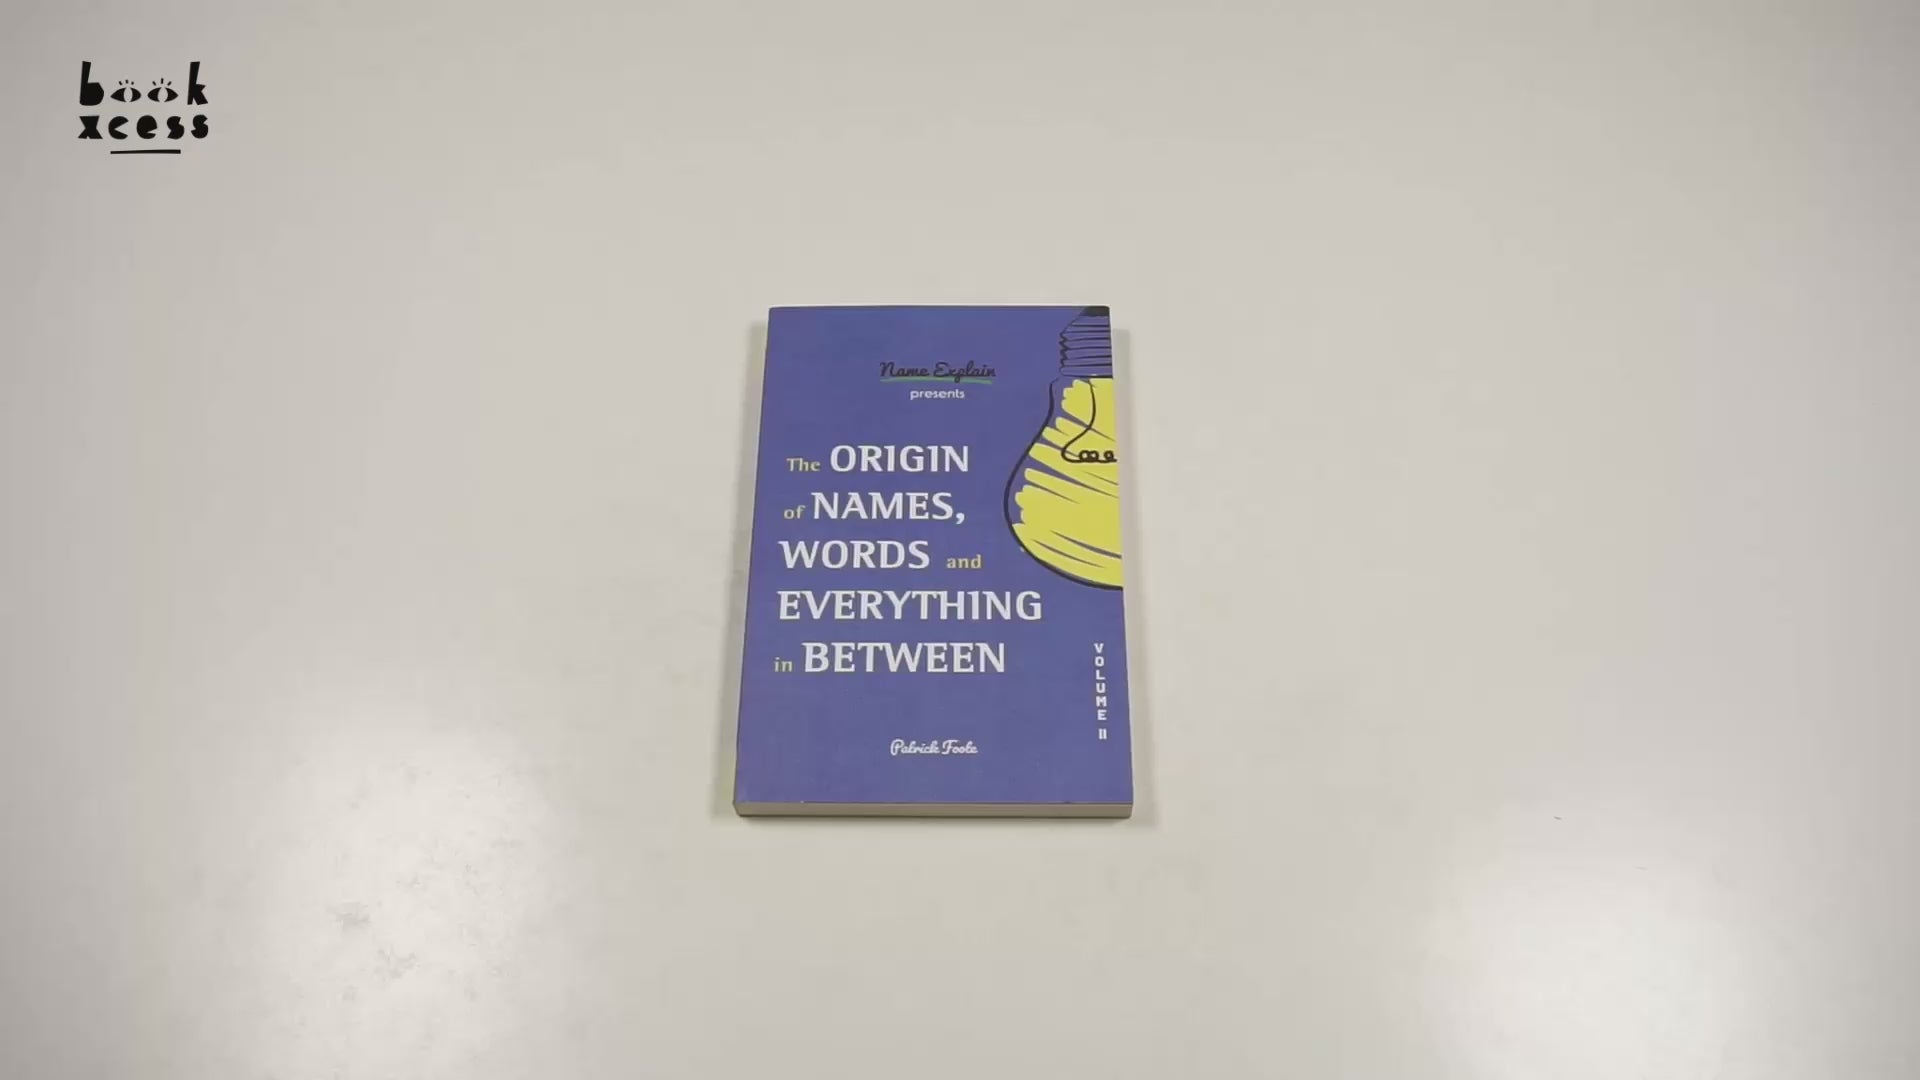 book
xcess
Name Explain
presents
The ORIGIN
of NAMES,
WORDS and
EVERYTHING
in BETWEEN
VOLUME II
Patrick Foote